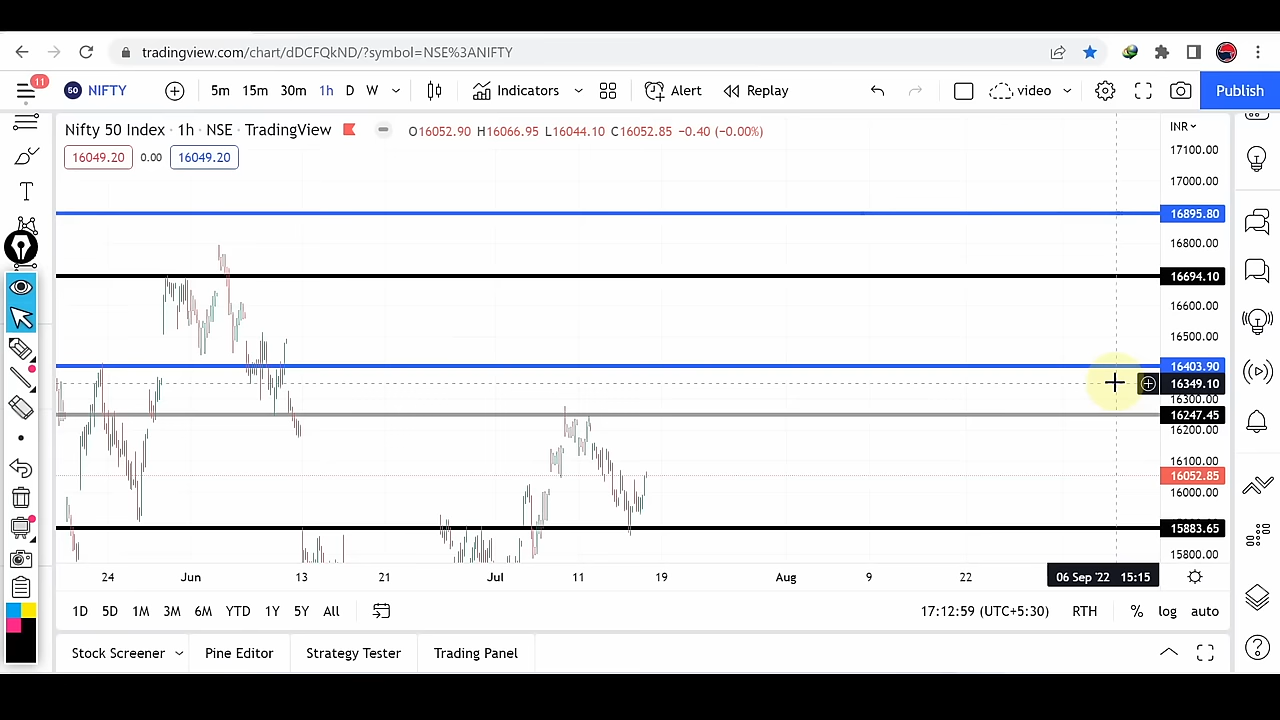 tradingview.com/chart/dDCFQkND/?symbol=NSE%3ANIFTY
11
50 NIFTY 5m 15m 30m 1h D W Indicators Alert Replay video Publish
Nifty 50 Index · 1h · NSE · TradingView O16052.90 H16066.95 L16044.10 C16052.85 −0.40 (−0.00%) INR
16049.20 0.00 16049.20
17100.00
17000.00
16895.80
16800.00
16694.10
16600.00
16500.00
16403.90
16349.10
16300.00
16247.45
16200.00
16100.00
16052.85
16000.00
15883.65
15800.00
24 Jun 13 21 Jul 11 19 Aug 9 22 06 Sep '22 15:15
1D 5D 1M 3M 6M YTD 1Y 5Y All 17:12:59 (UTC+5:30) RTH % log auto
Stock Screener Pine Editor Strategy Tester Trading Panel